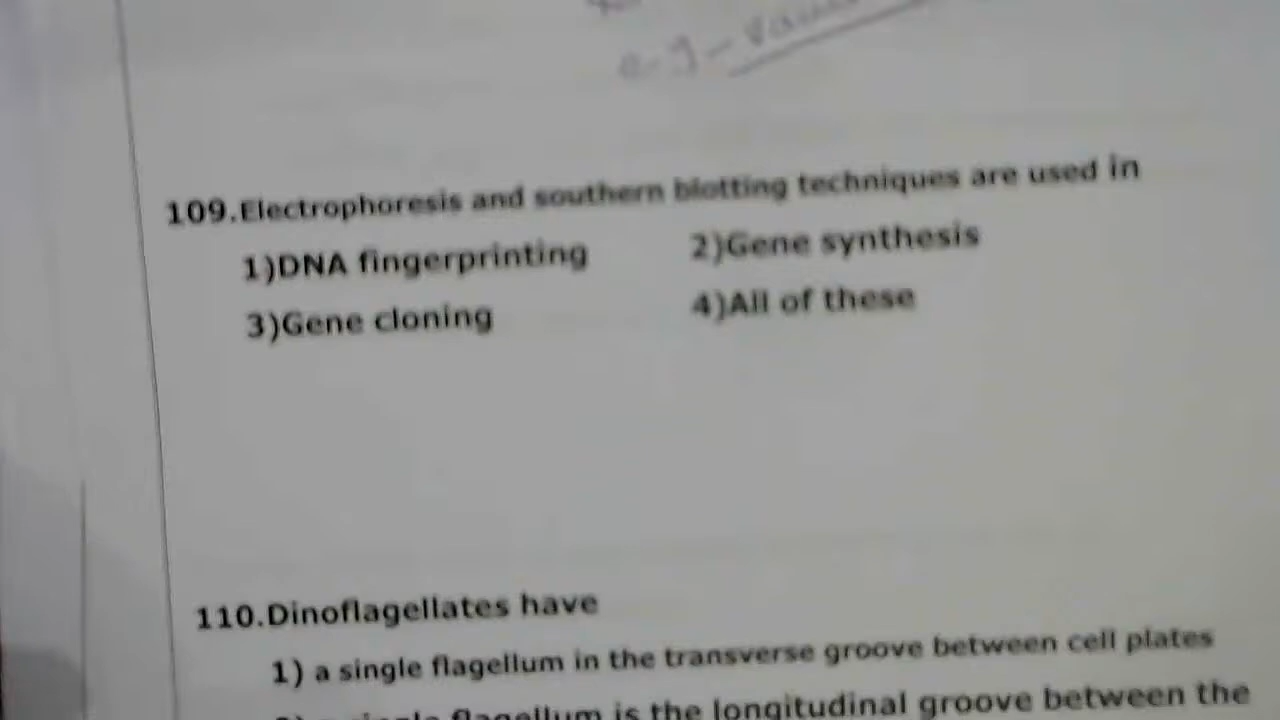 e.g -
109.Electrophoresis and southern blotting techniques are used in
1)DNA fingerprinting 2)Gene synthesis
3)Gene cloning 4)All of these
110.Dinoflagellates have
1) a single flagellum in the transverse groove between cell plates
a single flagellum is the longitudinal groove between the